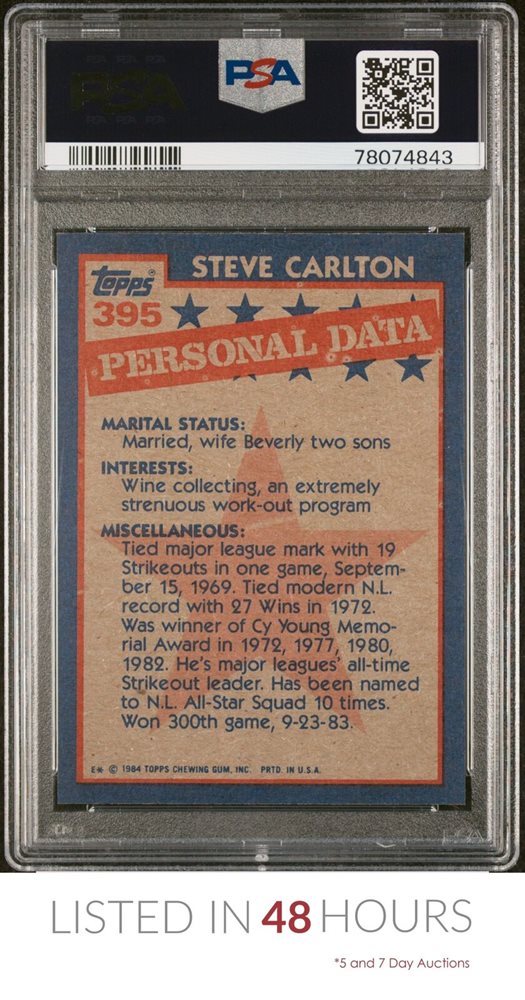 PSA
78074843
Topps
STEVE CARLTON
395
PERSONAL DATA
MARITAL STATUS:
Married, wife Beverly two sons
INTERESTS:
Wine collecting, an extremely
strenuous work-out program
MISCELLANEOUS:
Tied major league mark with 19
Strikeouts in one game, Septem-
ber 15, 1969. Tied modern N.L.
record with 27 Wins in 1972.
Was winner of Cy Young Memo-
rial Award in 1972, 1977, 1980,
1982. He's major leagues' all-time
Strikeout leader. Has been named
to N.L. All-Star Squad 10 times.
Won 300th game, 9-23-83.
E* © 1984 TOPPS CHEWING GUM, INC. PRTD. IN U.S.A.
LISTED IN 48 HOURS
*5 and 7 Day Auctions